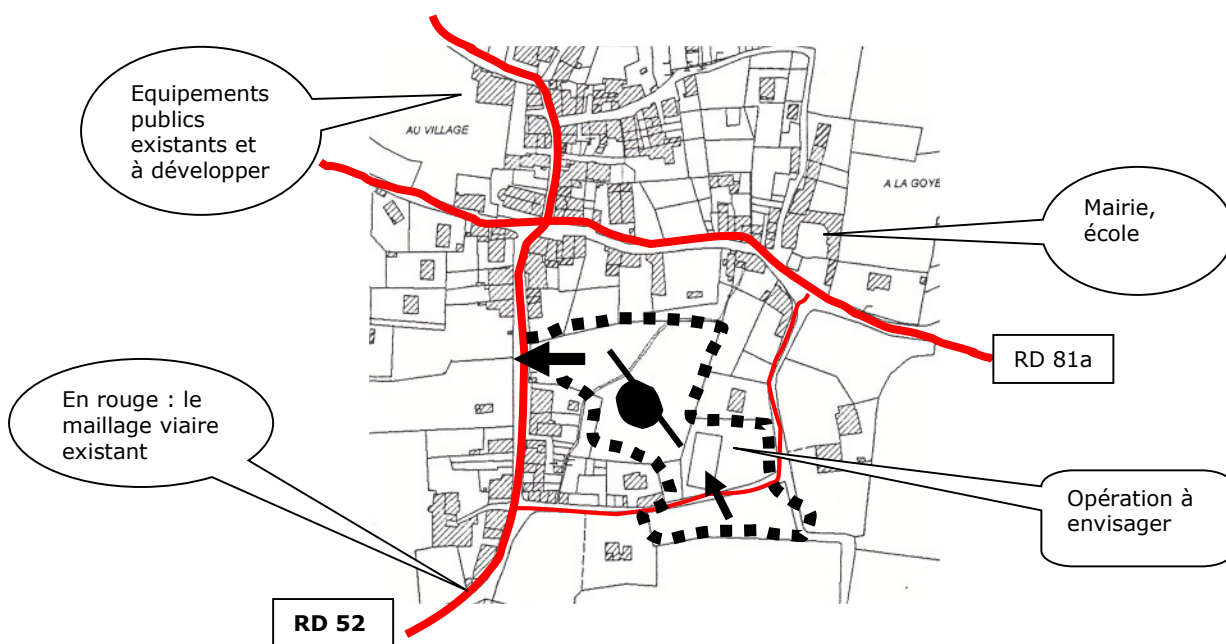 Equipements
publics
existants et
à développer
AU VILLAGE
A LA GOYE
Mairie,
école
RD 81a
En rouge : le
maillage viaire
existant
Opération à
envisager
RD 52